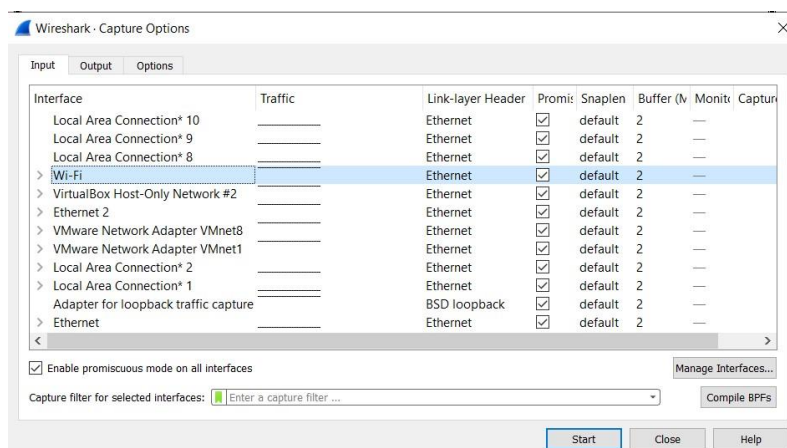 Wireshark · Capture Options
Input Output Options
Interface Traffic Link-layer Header Promis Snaplen Buffer (M Monito Capture
Local Area Connection* 10 Ethernet default 2 —
Local Area Connection* 9 Ethernet default 2 —
Local Area Connection* 8 Ethernet default 2 —
Wi-Fi Ethernet default 2 —
VirtualBox Host-Only Network #2 Ethernet default 2 —
Ethernet 2 Ethernet default 2 —
VMware Network Adapter VMnet8 Ethernet default 2 —
VMware Network Adapter VMnet1 Ethernet default 2 —
Local Area Connection* 2 Ethernet default 2 —
Local Area Connection* 1 Ethernet default 2 —
Adapter for loopback traffic capture BSD loopback default 2 —
Ethernet Ethernet default 2 —
Enable promiscuous mode on all interfaces Manage Interfaces...
Capture filter for selected interfaces: Enter a capture filter ... Compile BPFs
Start Close Help